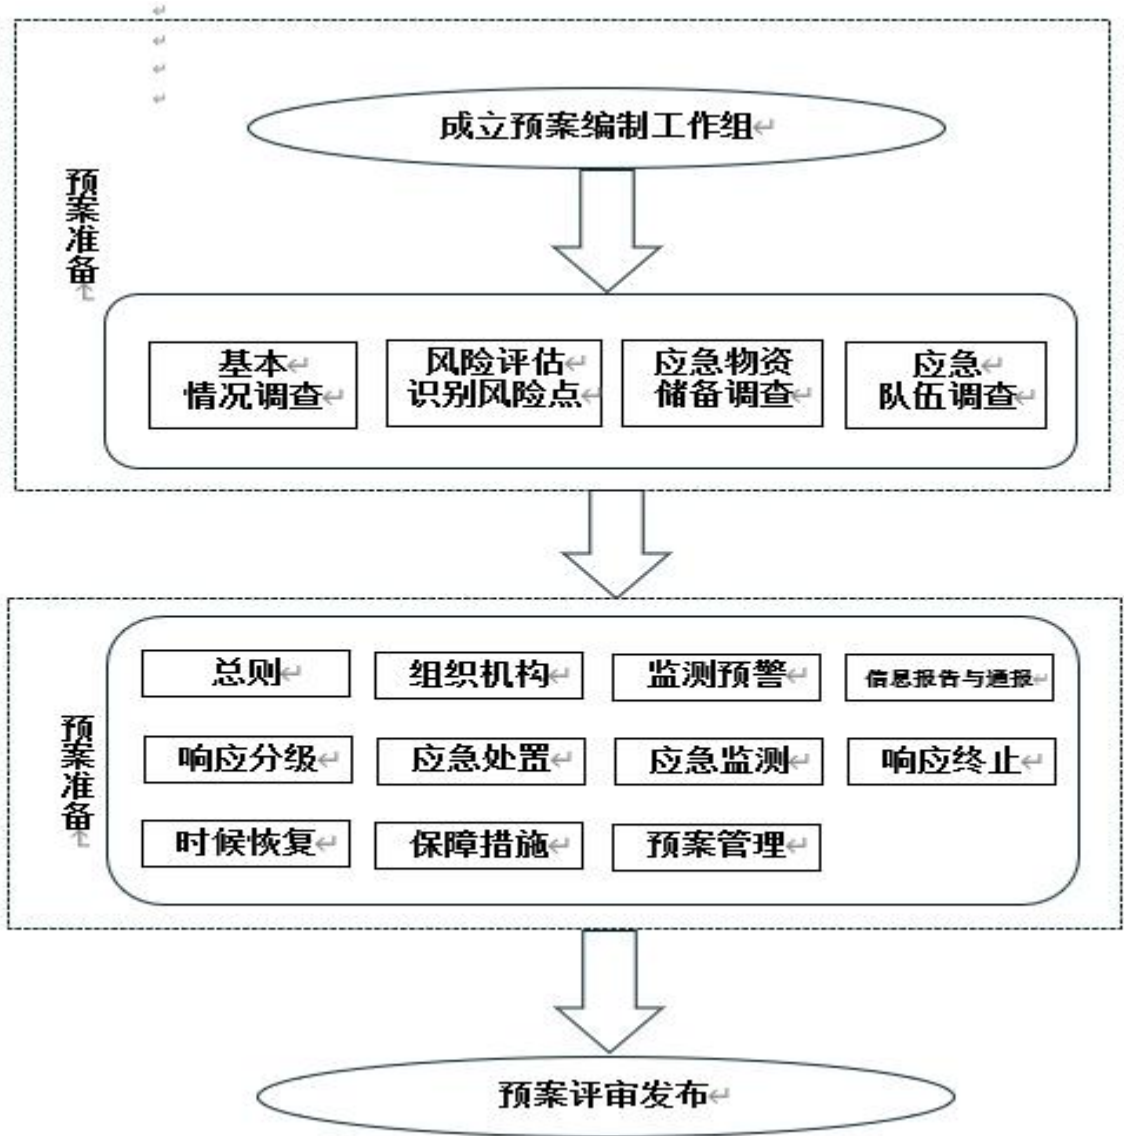 成立预案编制工作组
预案准备
基本
情况调查
风险评估
识别风险点
应急物资
储备调查
应急
队伍调查
预案准备
总则
组织机构
监测预警
信息报告与通报
响应分级
应急处置
应急监测
响应终止
时候恢复
保障措施
预案管理
预案评审发布